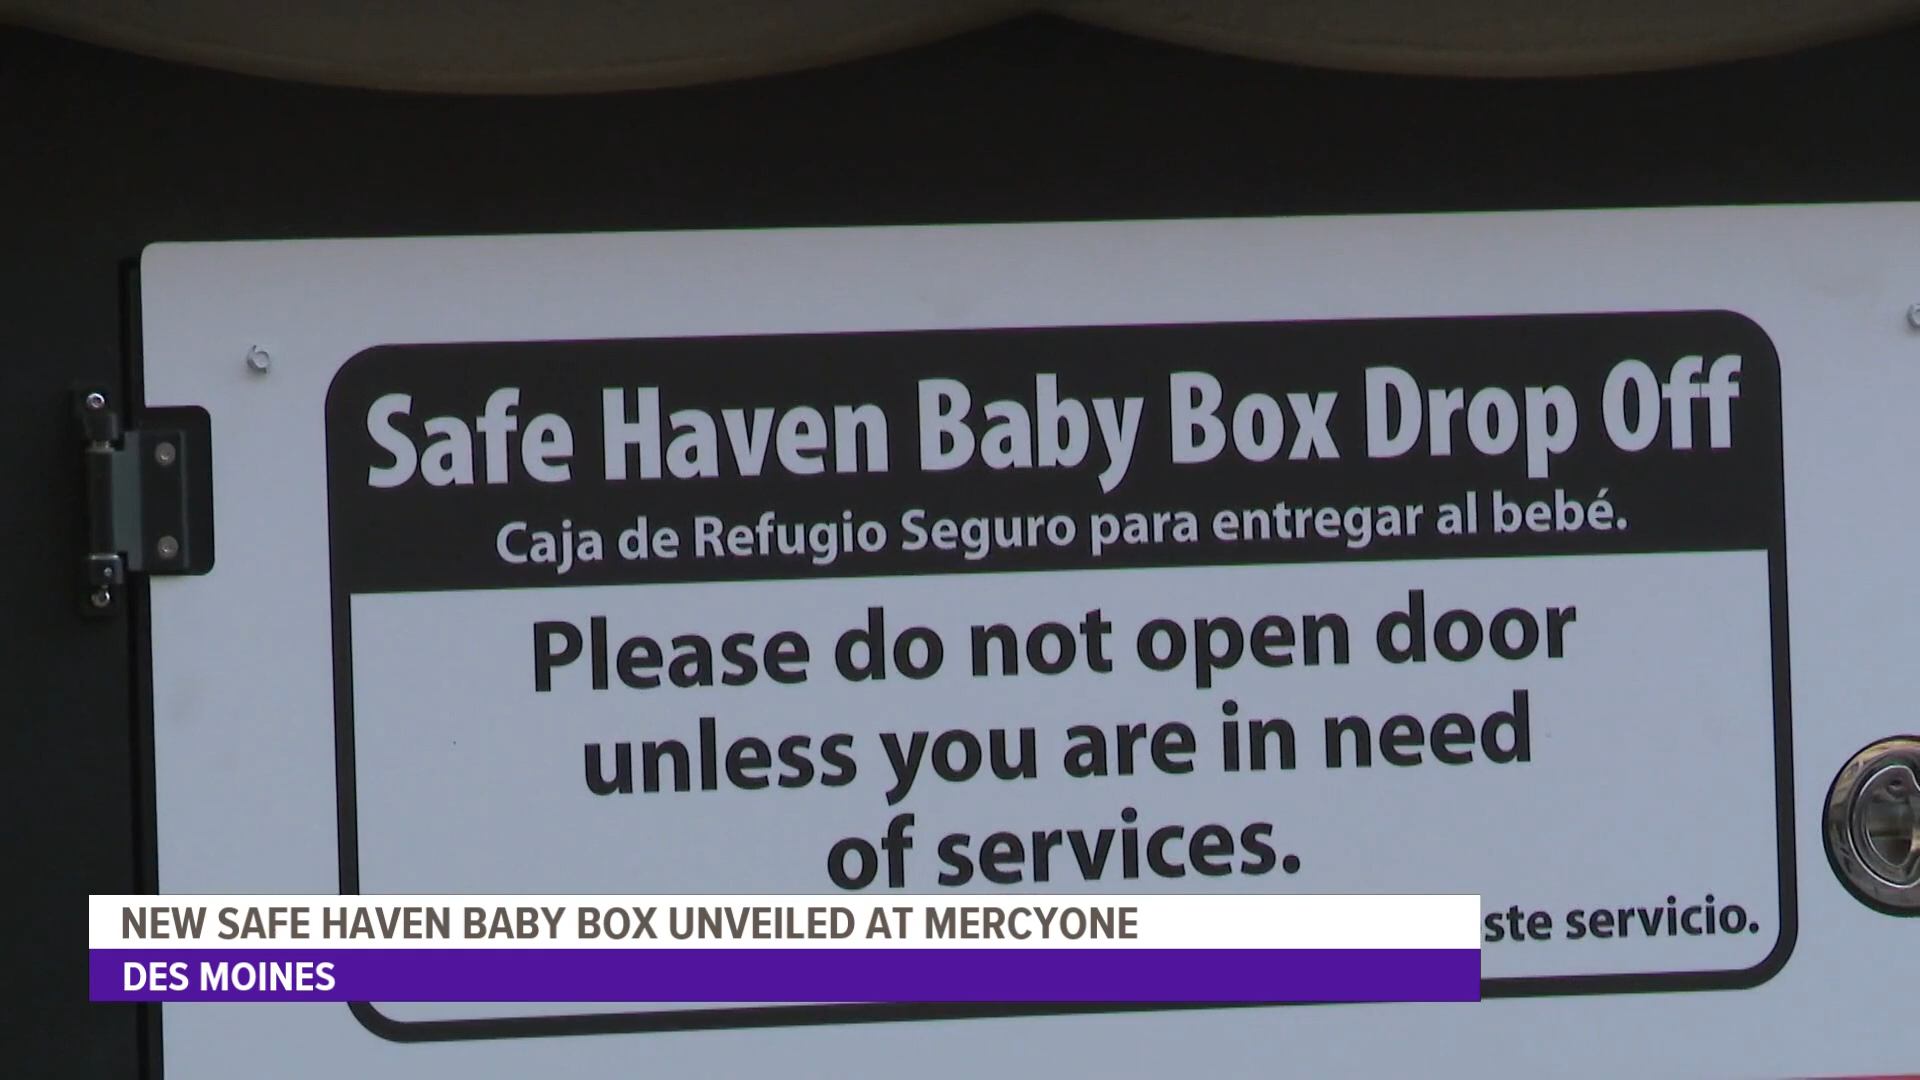 Safe Haven Baby Box Drop Off
Caja de Refugio Seguro para entregar al bebé.
Please do not open door
unless you are in need
of services.
servicio.
NEW SAFE HAVEN BABY BOX UNVEILED AT MERCYONE
DES MOINES